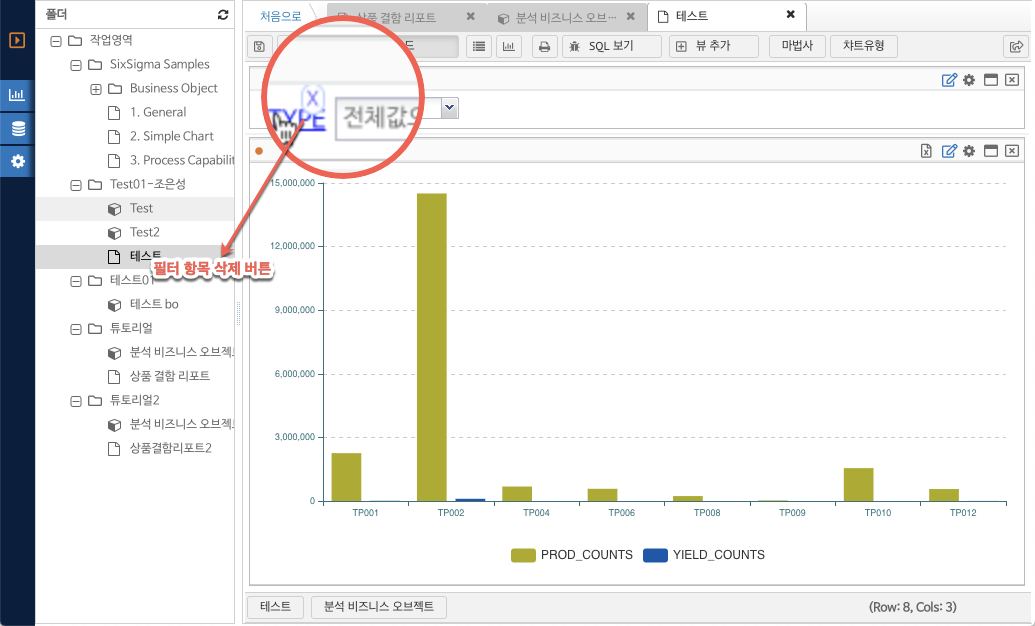 폴더
작업영역
SixSigma Samples
Business Object
1. General
2. Simple Chart
3. Process Capabilit
Test01-조은성
Test
Test2
테스트
테스트01
테스트 bo
튜토리얼
분석 비즈니스 오브젝트
상품 결함 리포트
튜토리얼2
분석 비즈니스 오브젝트
상품결함리포트2
처음으로
상품 결함 리포트
분석 비즈니스 오브···
테스트
드
SQL 보기
뷰 추가
마법사
챠트유형
X
TYPE
전체값으
필터 항목 삭제 버튼
15,000,000
12,000,000
9,000,000
6,000,000
3,000,000
0
TP001 TP002 TP004 TP006 TP008 TP009 TP010 TP012
PROD_COUNTS YIELD_COUNTS
테스트
분석 비즈니스 오브젝트
(Row: 8, Cols: 3)